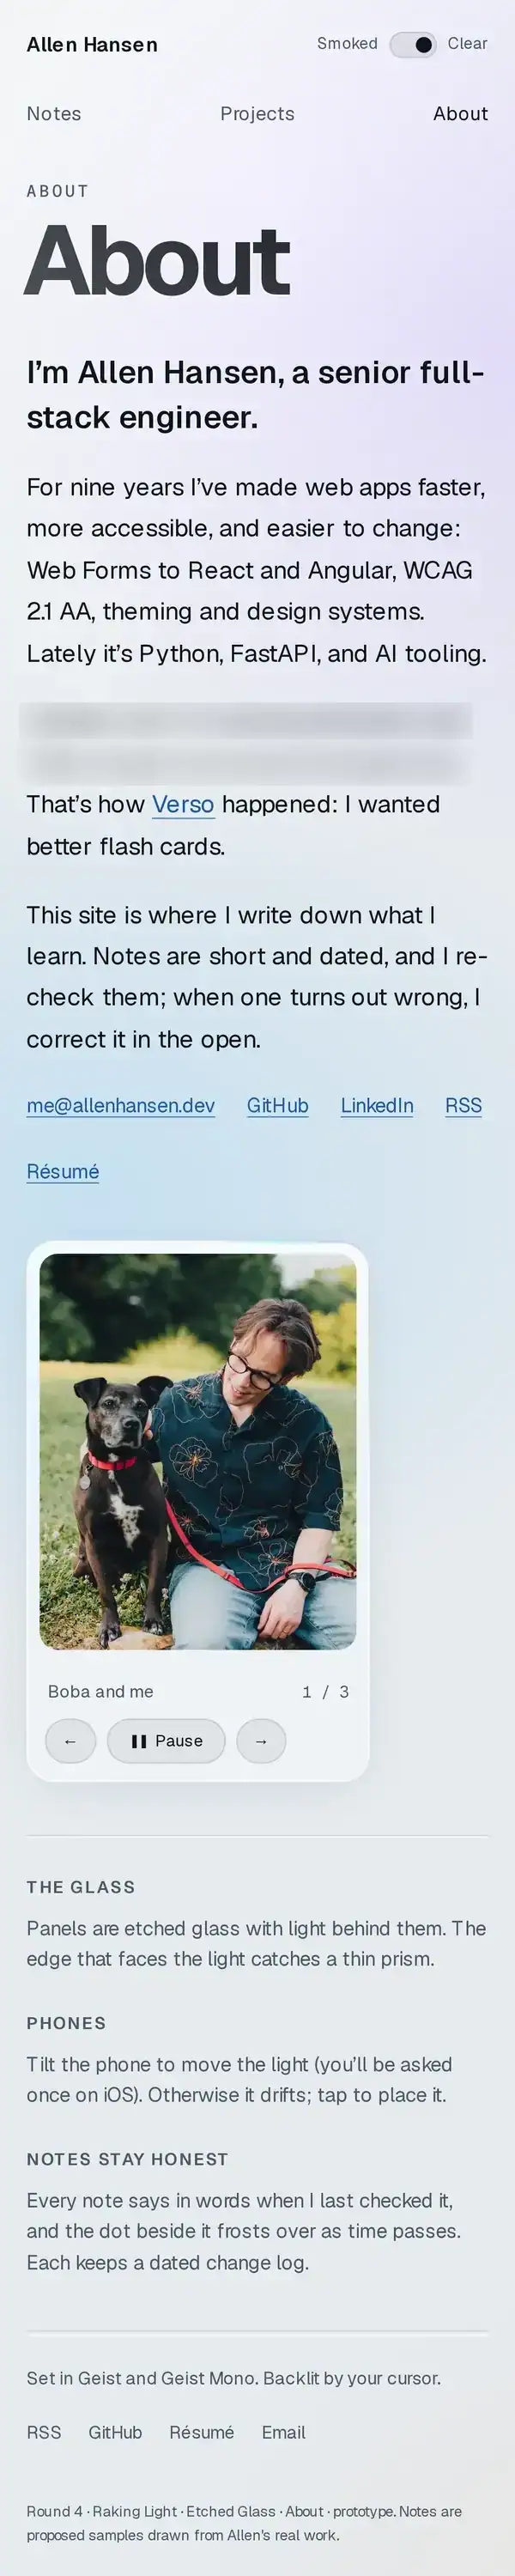 Allen Hansen
Smoked Clear
Notes Projects About
ABOUT
About
I’m Allen Hansen, a senior full-
stack engineer.
For nine years I’ve made web apps faster,
more accessible, and easier to change:
Web Forms to React and Angular, WCAG
2.1 AA, theming and design systems.
Lately it’s Python, FastAPI, and AI tooling.
That’s how Verso happened: I wanted
better flash cards.
This site is where I write down what I
learn. Notes are short and dated, and I re-
check them; when one turns out wrong, I
correct it in the open.
me@allenhansen.dev GitHub LinkedIn RSS
Résumé
Boba and me 1 / 3
← Pause →
THE GLASS
Panels are etched glass with light behind them. The
edge that faces the light catches a thin prism.
PHONES
Tilt the phone to move the light (you’ll be asked
once on iOS). Otherwise it drifts; tap to place it.
NOTES STAY HONEST
Every note says in words when I last checked it,
and the dot beside it frosts over as time passes.
Each keeps a dated change log.
Set in Geist and Geist Mono. Backlit by your cursor.
RSS GitHub Résumé Email
Round 4 · Raking Light · Etched Glass · About · prototype. Notes are
proposed samples drawn from Allen's real work.